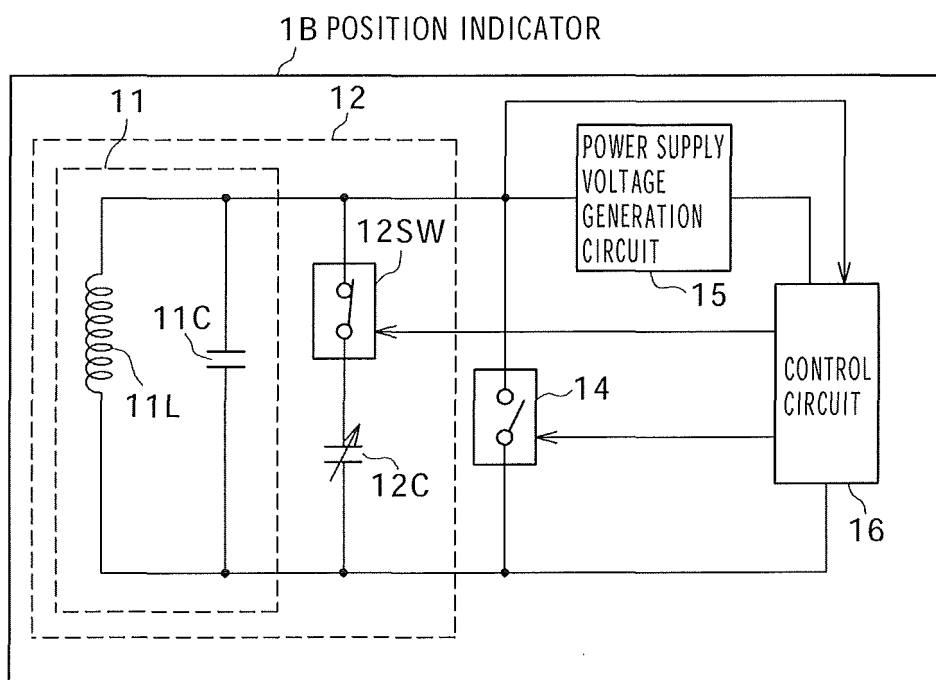 1B POSITION INDICATOR
11
12
POWER SUPPLY
VOLTAGE
GENERATION
CIRCUIT
12SW
15
11C
11L
14
CONTROL
CIRCUIT
12C
16